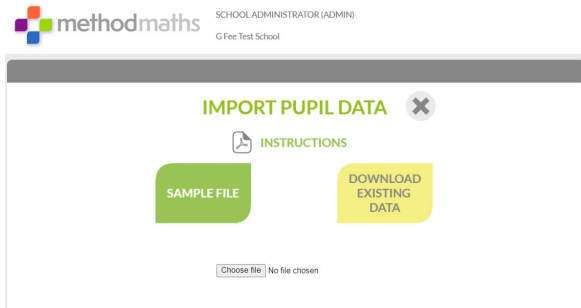 methodmaths
SCHOOL ADMINISTRATOR (ADMIN)
G Fee Test School
IMPORT PUPIL DATA
INSTRUCTIONS
SAMPLE FILE
DOWNLOAD
EXISTING
DATA
Choose file No file chosen